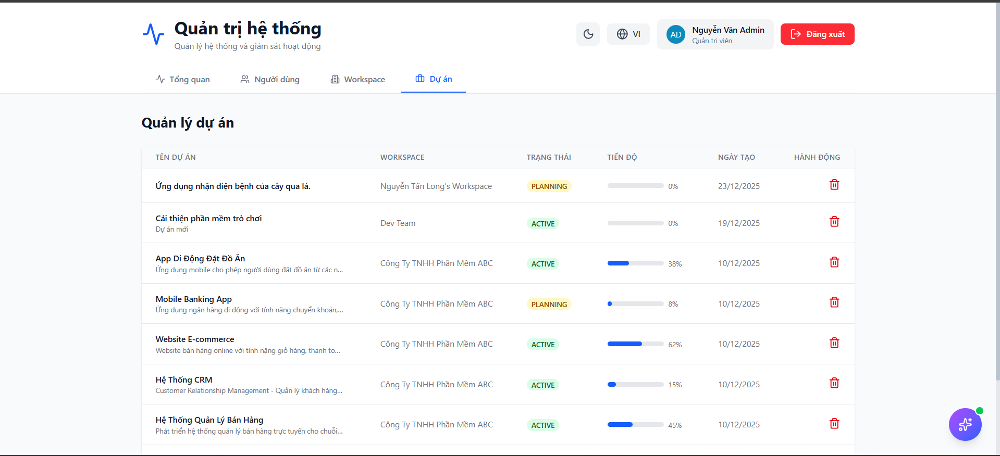 Quản trị hệ thống
Quản lý hệ thống và giám sát hoạt động
VI
AD
Nguyễn Văn Admin
Quản trị viên
Đăng xuất
Tổng quan
Người dùng
Workspace
Dự án
Quản lý dự án
TÊN DỰ ÁN WORKSPACE TRẠNG THÁI TIẾN ĐỘ NGÀY TẠO HÀNH ĐỘNG
Ứng dụng nhận diện bệnh của cây qua lá. Nguyễn Tấn Long's Workspace PLANNING 0% 23/12/2025
Cải thiện phần mềm trò chơi
Dự án mới
Dev Team ACTIVE 0% 19/12/2025
App Di Động Đặt Đồ Ăn
Ứng dụng mobile cho phép người dùng đặt đồ ăn từ các n...
Công Ty TNHH Phần Mềm ABC ACTIVE 38% 10/12/2025
Mobile Banking App
Ứng dụng ngân hàng di động với tính năng chuyển khoản,...
Công Ty TNHH Phần Mềm ABC PLANNING 8% 10/12/2025
Website E-commerce
Website bán hàng online với tính năng giỏ hàng, thanh to...
Công Ty TNHH Phần Mềm ABC ACTIVE 62% 10/12/2025
Hệ Thống CRM
Customer Relationship Management - Quản lý khách hàng...
Công Ty TNHH Phần Mềm ABC ACTIVE 15% 10/12/2025
Hệ Thống Quản Lý Bán Hàng
Phát triển hệ thống quản lý bán hàng trực tuyến cho chuỗi...
Công Ty TNHH Phần Mềm ABC ACTIVE 45% 10/12/2025